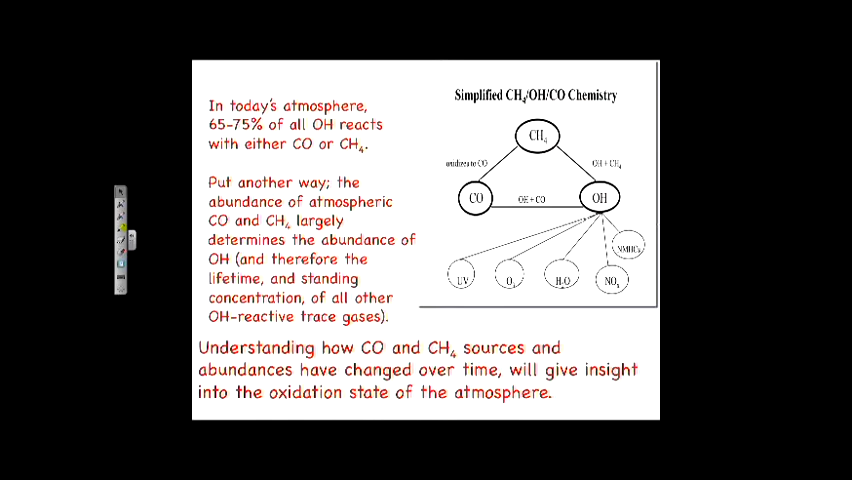 Simplified CH₄/OH/CO Chemistry
In today's atmosphere,
65-75% of all OH reacts
with either CO or CH₄.
Put another way; the
abundance of atmospheric
CO and CH₄ largely
determines the abundance of
OH (and therefore the
lifetime, and standing
concentration, of all other
OH-reactive trace gases).
CH₄
oxidizes to CO
OH + CH₄
CO
OH + CO
OH
NMHCs
UV
O₃
H₂O
NOₓ
Understanding how CO and CH₄ sources and
abundances have changed over time, will give insight
into the oxidation state of the atmosphere.